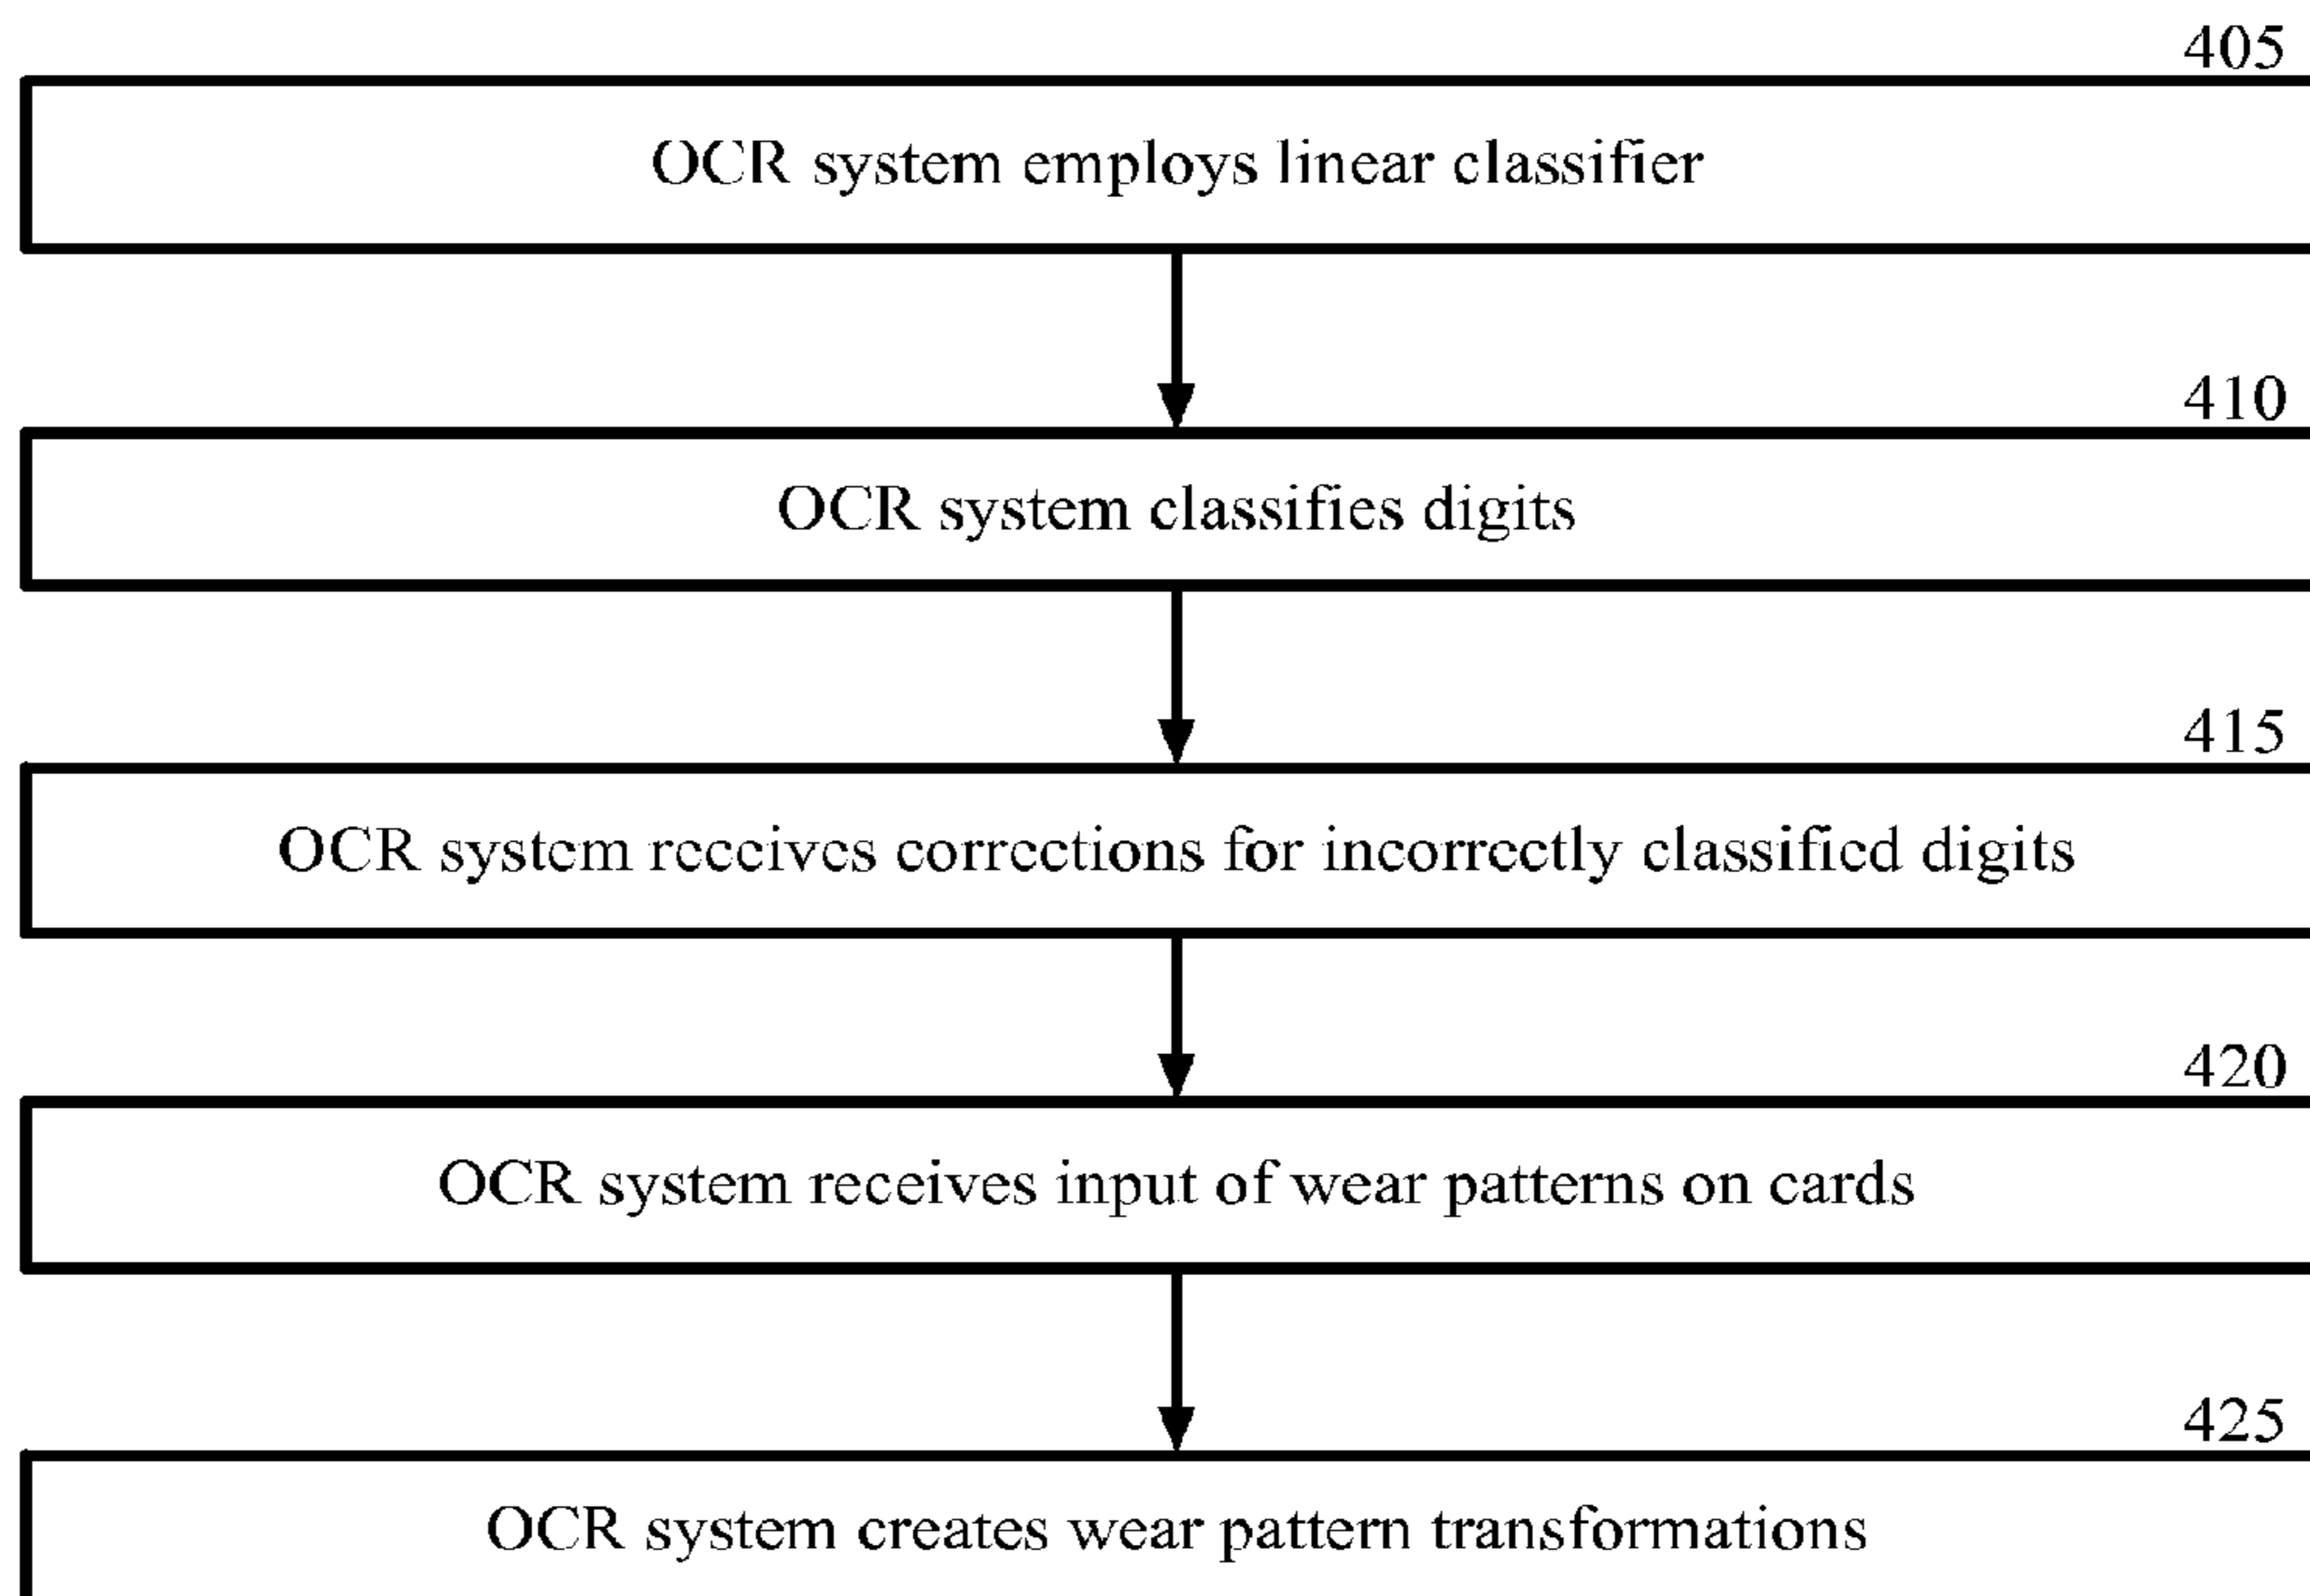 405
OCR system employs linear classifier
410
OCR system classifies digits
415
OCR system receives corrections for incorrectly classified digits
420
OCR system receives input of wear patterns on cards
425
OCR system creates wear pattern transformations